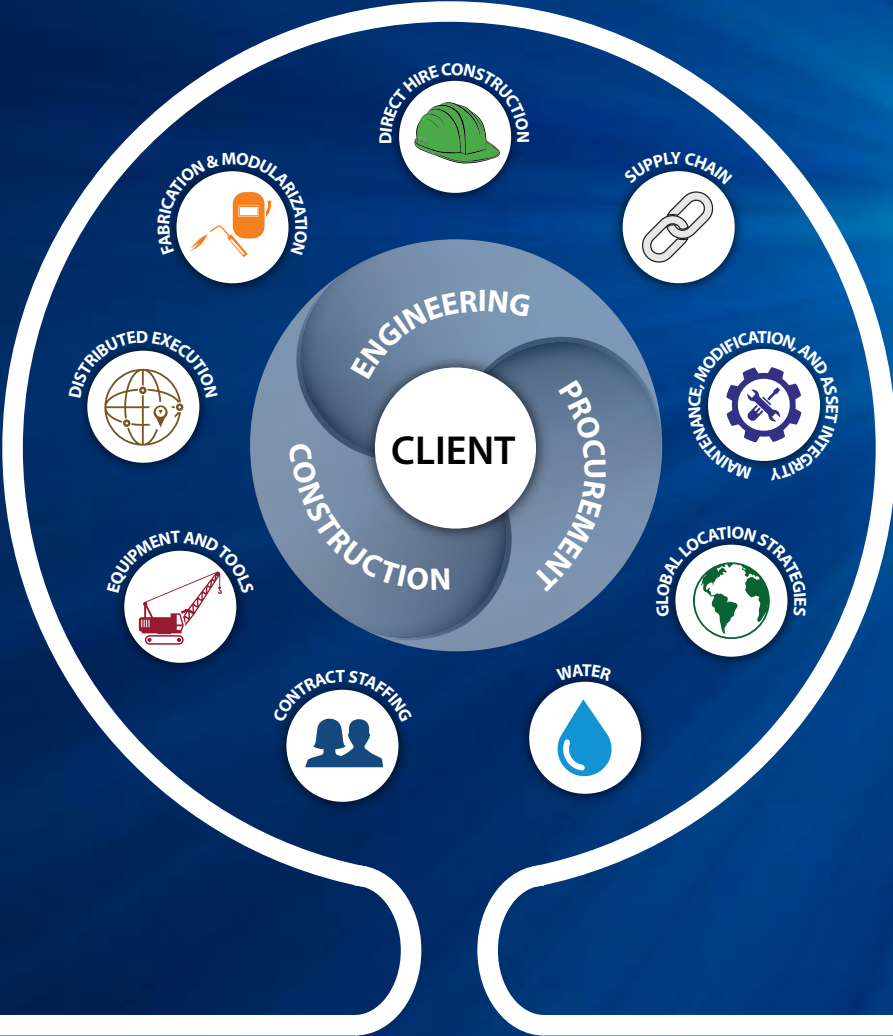 DIRECT HIRE CONSTRUCTION
SUPPLY CHAIN
MAINTENANCE, MODIFICATION, AND ASSET INTEGRITY
GLOBAL LOCATION STRATEGIES
WATER
CONTRACT STAFFING
EQUIPMENT AND TOOLS
DISTRIBUTED EXECUTION
FABRICATION & MODULARIZATION
ENGINEERING
PROCUREMENT
CONSTRUCTION
CLIENT